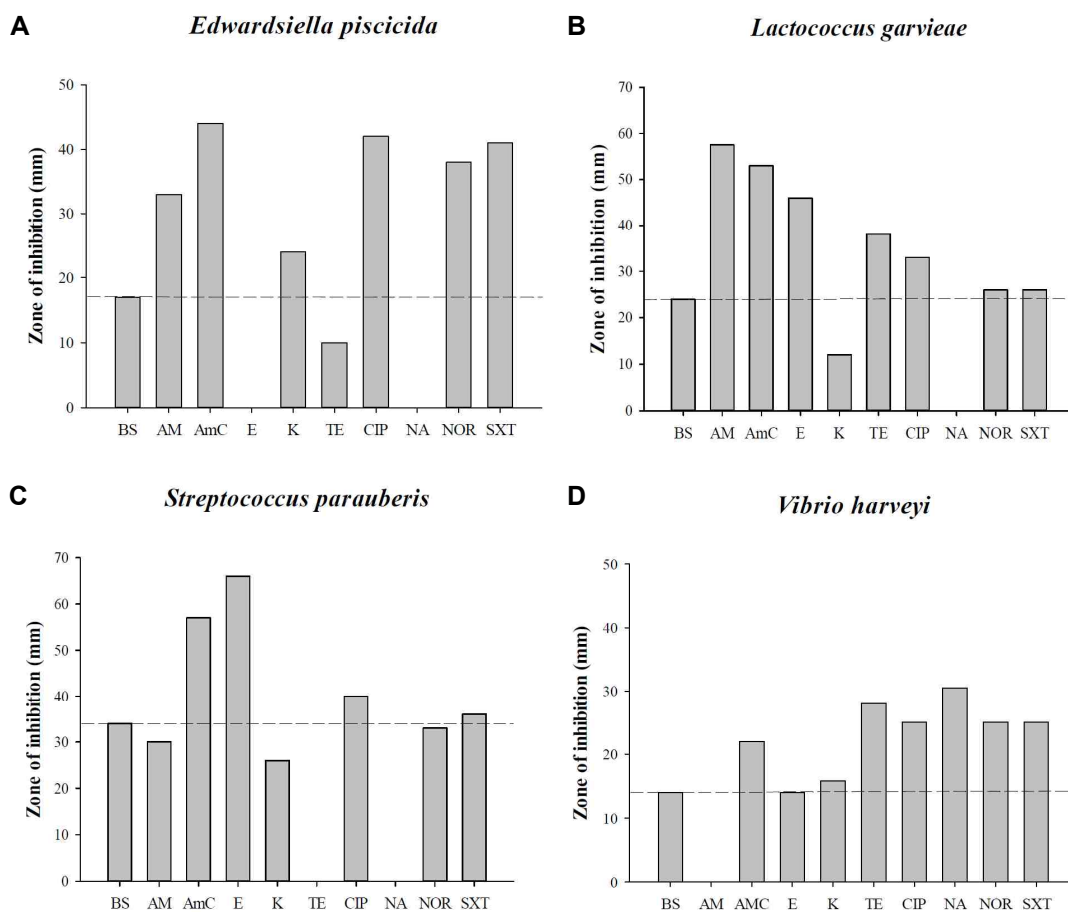 A
Edwardsiella piscicida
Zone of inhibition (mm)
50
40
30
20
10
0
BS AM AmC E K TE CIP NA NOR SXT
B
Lactococcus garvieae
Zone of inhibition (mm)
70
60
50
40
30
20
10
0
BS AM AmC E K TE CIP NA NOR SXT
C
Streptococcus parauberis
Zone of inhibition (mm)
70
60
50
40
30
20
10
0
BS AM AmC E K TE CIP NA NOR SXT
D
Vibrio harveyi
Zone of inhibition (mm)
50
40
30
20
10
0
BS AM AMC E K TE CIP NA NOR SXT